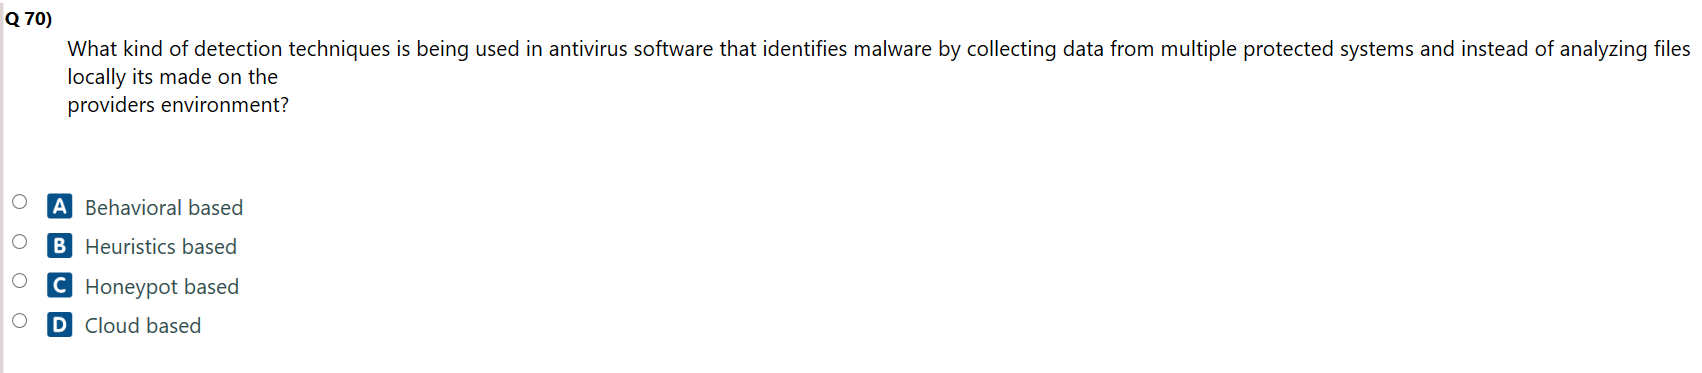 Q 70)
What kind of detection techniques is being used in antivirus software that identifies malware by collecting data from multiple protected systems and instead of analyzing files
locally its made on the
providers environment?
A Behavioral based
B Heuristics based
C Honeypot based
D Cloud based